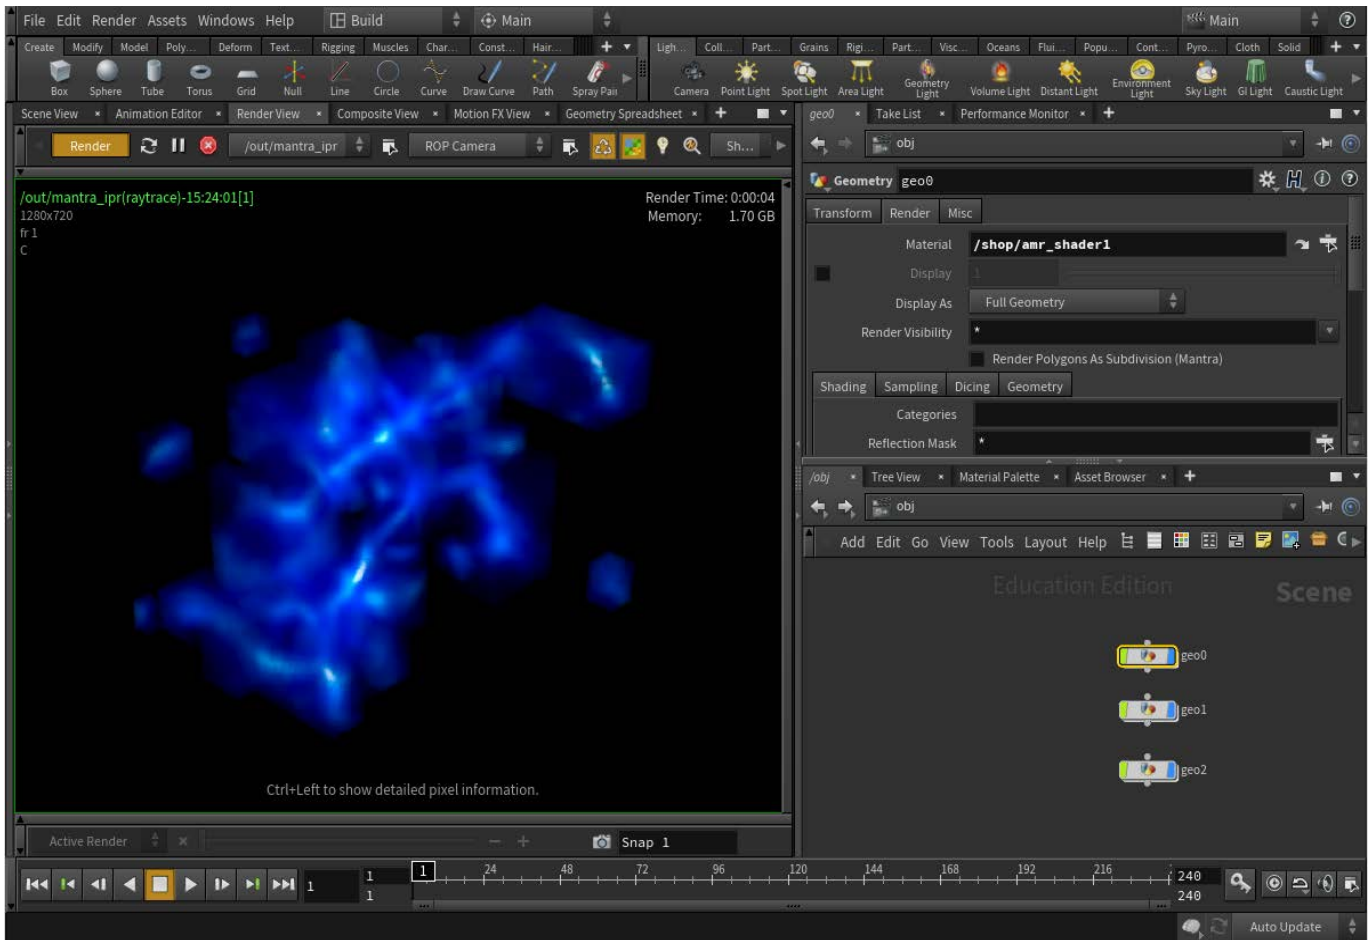 File Edit Render Assets Windows Help Build Main Main
Create Modify Model Poly... Deform Text... Rigging Muscles Char... Const... Hair... Ligh... Coll... Part... Grains Rigi... Part... Visc... Oceans Flui... Popu... Cont... Pyro... Cloth Solid
Box Sphere Tube Torus Grid Null Line Circle Curve Draw Curve Path Spray Pain Camera Point Light Spot Light Area Light Geometry Light Volume Light Distant Light Environment Light Sky Light GI Light Caustic Light
Scene View Animation Editor Render View Composite View Motion FX View Geometry Spreadsheet
geo0 Take List Performance Monitor
Render /out/mantra_ipr ROP Camera Sh...
obj
Geometry geo0
/out/mantra_ipr(raytrace)-15:24:01[1]
1280x720
fr 1
C
Render Time: 0:00:04
Memory: 1.70 GB
Transform Render Misc
Material /shop/amr_shader1
Display 1
Display As Full Geometry
Render Visibility *
Render Polygons As Subdivision (Mantra)
Shading Sampling Dicing Geometry
Categories
Reflection Mask *
/obj Tree View Material Palette Asset Browser
obj
Add Edit Go View Tools Layout Help
Education Edition
Scene
geo0
geo1
geo2
Ctrl+Left to show detailed pixel information.
Active Render Snap 1
1 1 1 1 24 48 72 96 120 144 168 192 216 240 240
Auto Update